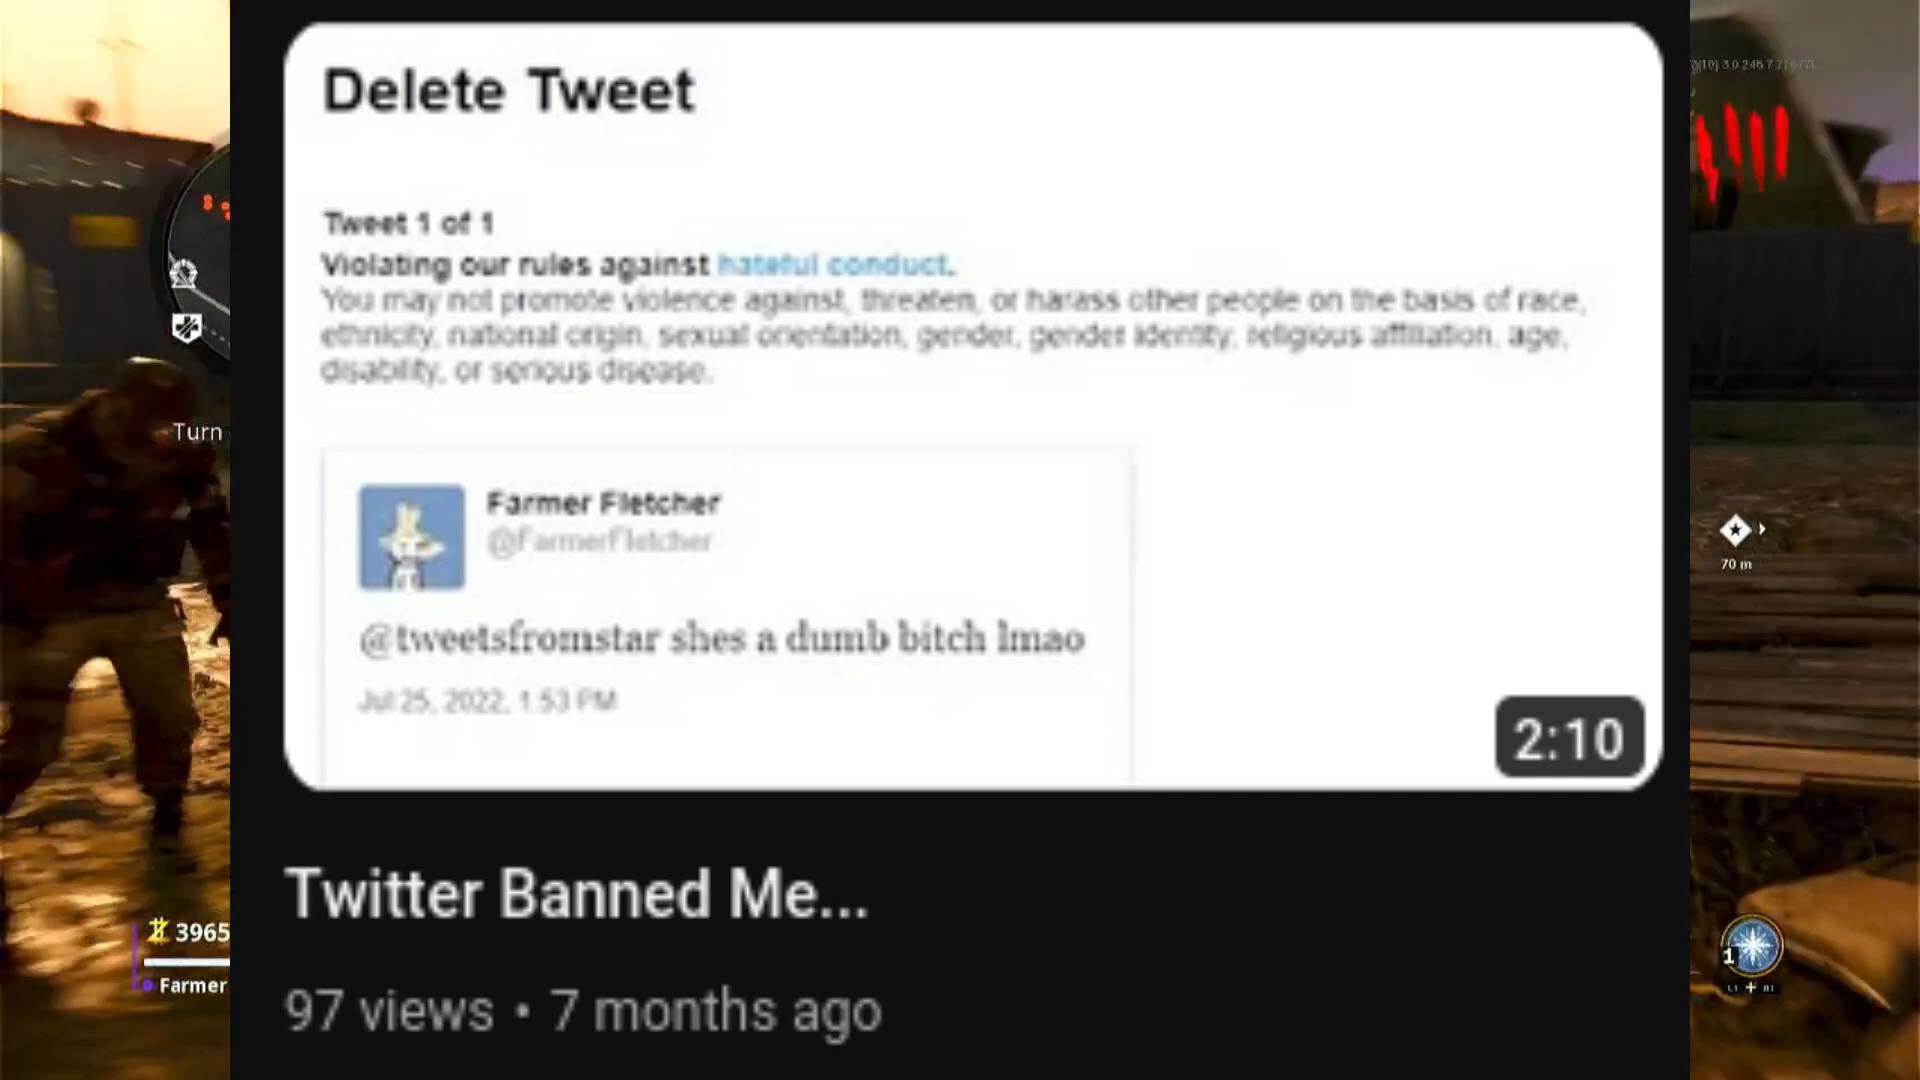 Delete Tweet
Tweet 1 of 1
Violating our rules against hateful conduct.
You may not promote violence against, threaten, or harass other people on the basis of race,
ethnicity, national origin, sexual orientation, gender, gender identity, religious affiliation, age,
disability, or serious disease.
Turn
Farmer Fletcher
@FarmerFletcher
70 m
@tweetsfromstar shes a dumb bitch lmao
Jul 25, 2022, 1:53 PM
2:10
Twitter Banned Me...
3965
1
Farmer
97 views • 7 months ago